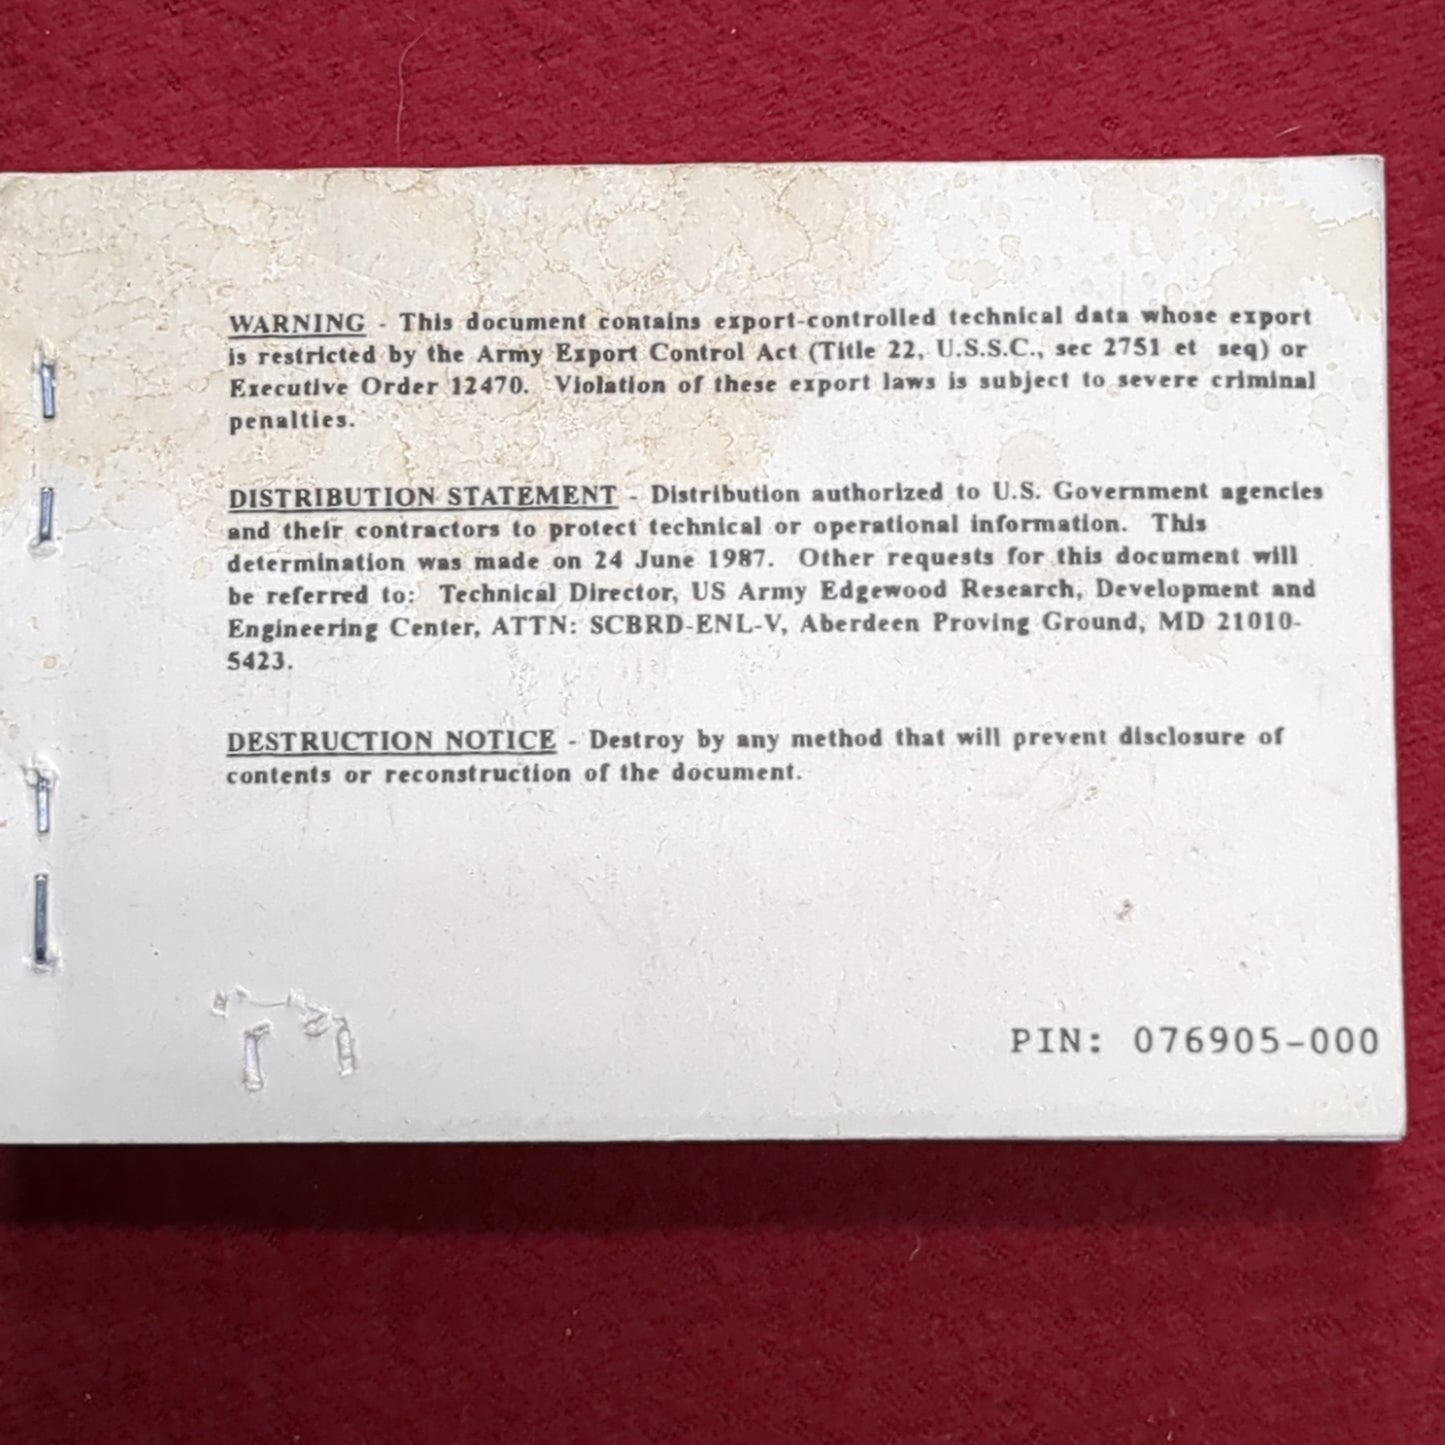 WARNING - This document contains export-controlled technical data whose export
is restricted by the Army Export Control Act (Title 22, U.S.S.C., sec 2751 et seq) or
Executive Order 12470. Violation of these export laws is subject to severe criminal
penalties.
DISTRIBUTION STATEMENT - Distribution authorized to U.S. Government agencies
and their contractors to protect technical or operational information. This
determination was made on 24 June 1987. Other requests for this document will
be referred to: Technical Director, US Army Edgewood Research, Development and
Engineering Center, ATTN: SCBRD-ENL-V, Aberdeen Proving Ground, MD 21010-
5423.
DESTRUCTION NOTICE - Destroy by any method that will prevent disclosure of
contents or reconstruction of the document.
PIN: 076905-000